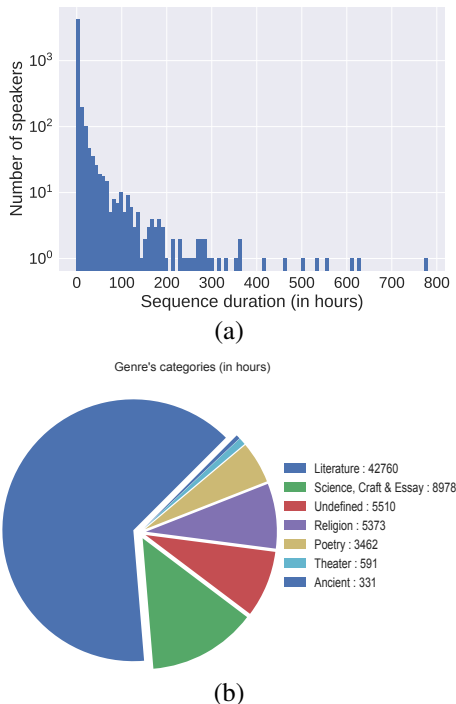 10³
10²
10¹
10⁰
Number of speakers
0 100 200 300 400 500 600 700 800
Sequence duration (in hours)
(a)
Genre's categories (in hours)
Literature : 42760
Science, Craft & Essay : 8978
Undefined : 5510
Religion : 5373
Poetry : 3462
Theater : 591
Ancient : 331
(b)